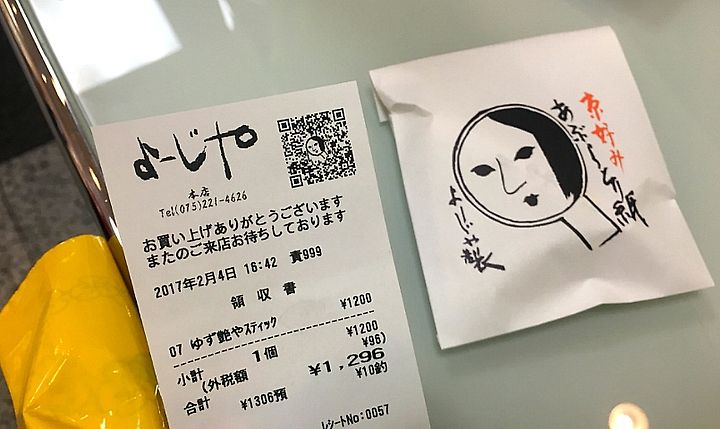 よーじや
本店
Tel(075)221-4626
お買い上げありがとうございます
またのご来店お待ちしております
2017年2月4日 16:42 責999
領収書
07 ゆず艶やｽﾃｨｯｸ ¥1200
小計 1個 ¥1200
(外税額 ¥96)
合計 ¥1,296
¥1306預 ¥10釣
ﾚｼｰﾄNo:0057
京好み
あぶらとり紙
よーじや製